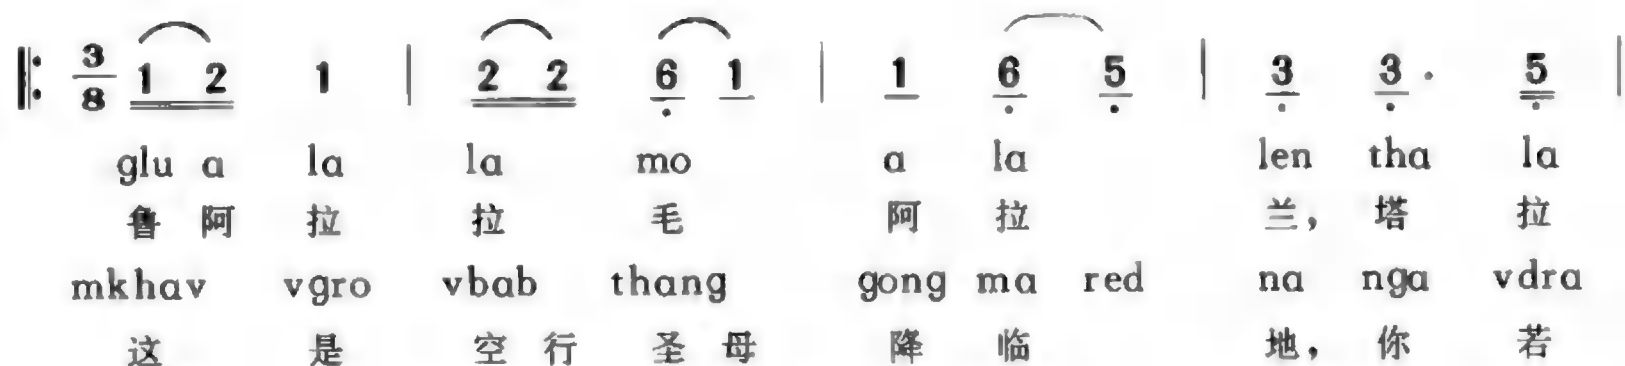 3/8 1 2 1 | 2 2 6 1 | 1 6 5 | 3 3 · 5 |
glu a la la mo a la len tha la
鲁 阿 拉 拉 毛 阿 拉 兰， 塔 拉
mkhav vgro vbab thang gong ma red na nga vdra
这 是 空 行 圣 母 降 临 地， 你 若